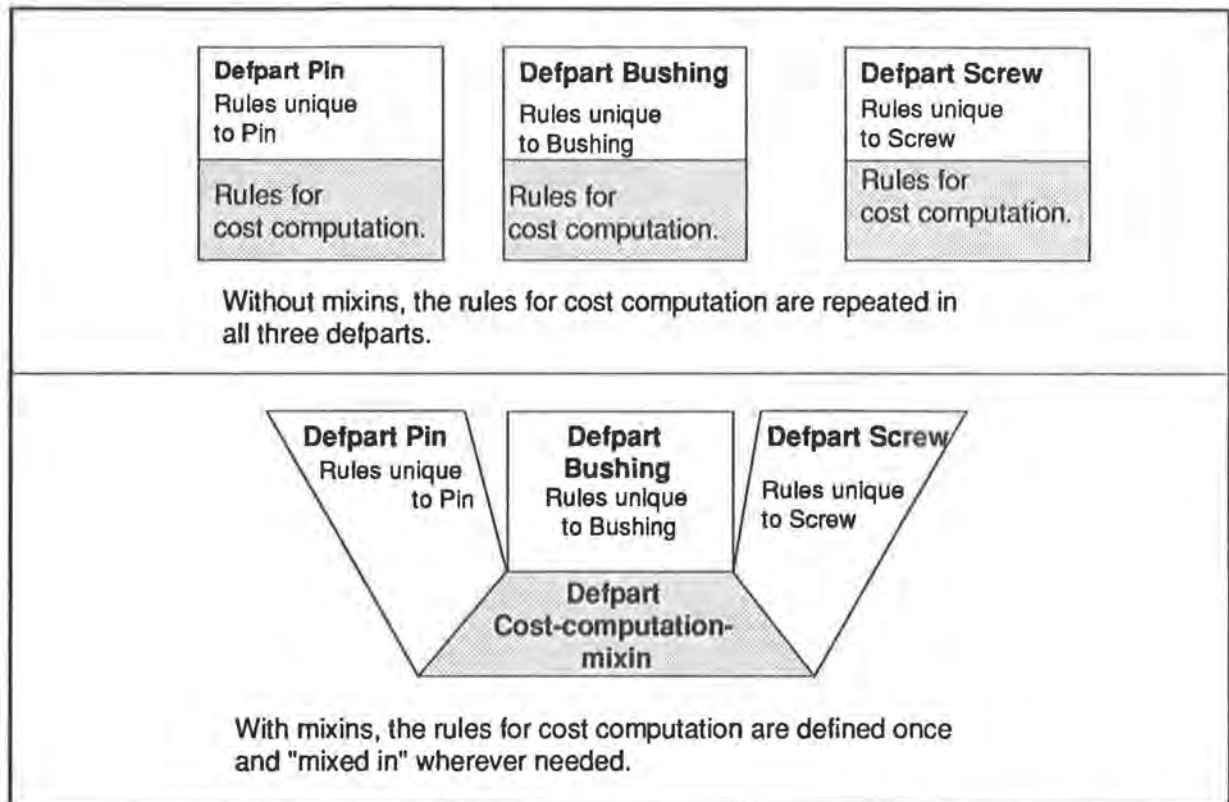 Defpart Pin
Rules unique
to Pin
Rules for
cost computation.
Defpart Bushing
Rules unique
to Bushing
Rules for
cost computation.
Defpart Screw
Rules unique
to Screw
Rules for
cost computation.
Without mixins, the rules for cost computation are repeated in
all three defparts.
Defpart Pin
Rules unique
to Pin
Defpart
Bushing
Rules unique
to Bushing
Defpart Screw
Rules unique
to Screw
Defpart
Cost-computation-
mixin
With mixins, the rules for cost computation are defined once
and "mixed in" wherever needed.